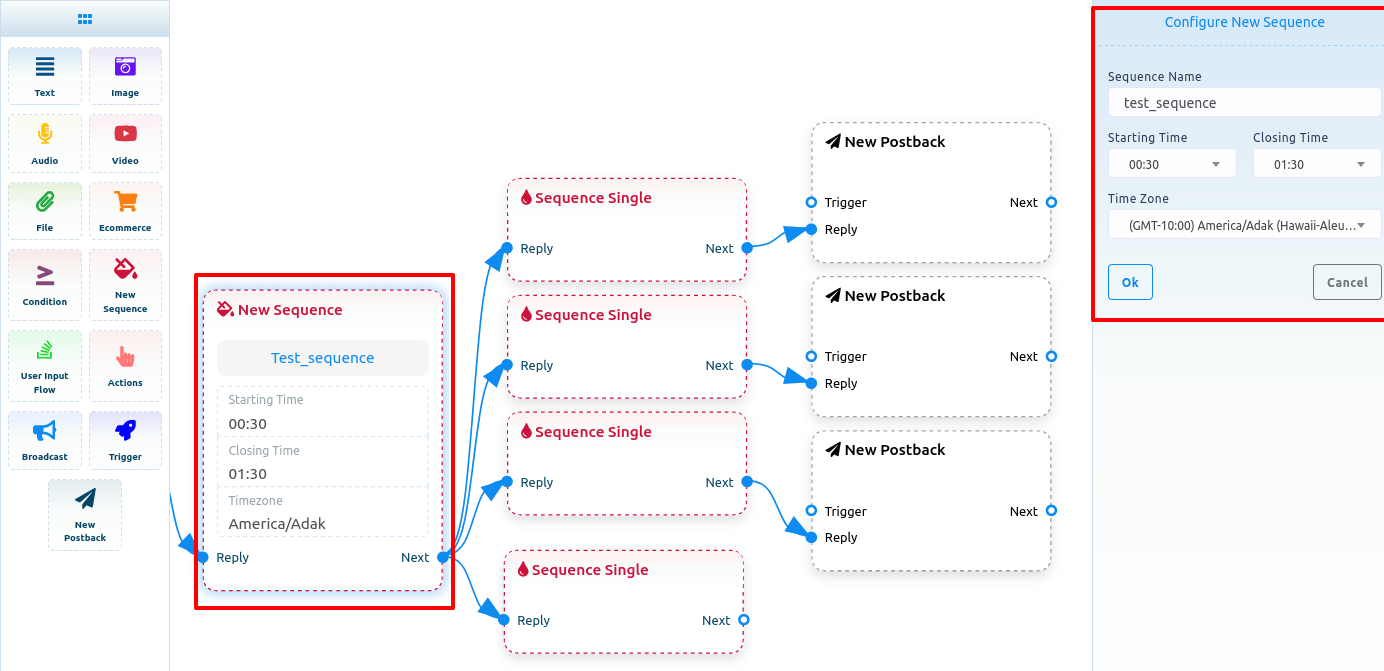 Text
Image
Audio
Video
File
Ecommerce
Condition
New
Sequence
User Input
Flow
Actions
Broadcast
Trigger
New
Postback
New Sequence
Test_sequence
Starting Time
00:30
Closing Time
01:30
Timezone
America/Adak
Reply Next
Sequence Single
Reply Next
Sequence Single
Reply Next
Sequence Single
Reply Next
Sequence Single
Reply Next
New Postback
Trigger Next
Reply
New Postback
Trigger Next
Reply
New Postback
Trigger Next
Reply
Configure New Sequence
Sequence Name
test_sequence
Starting Time Closing Time
00:30 01:30
Time Zone
(GMT-10:00) America/Adak (Hawaii-Aleu...
Ok Cancel